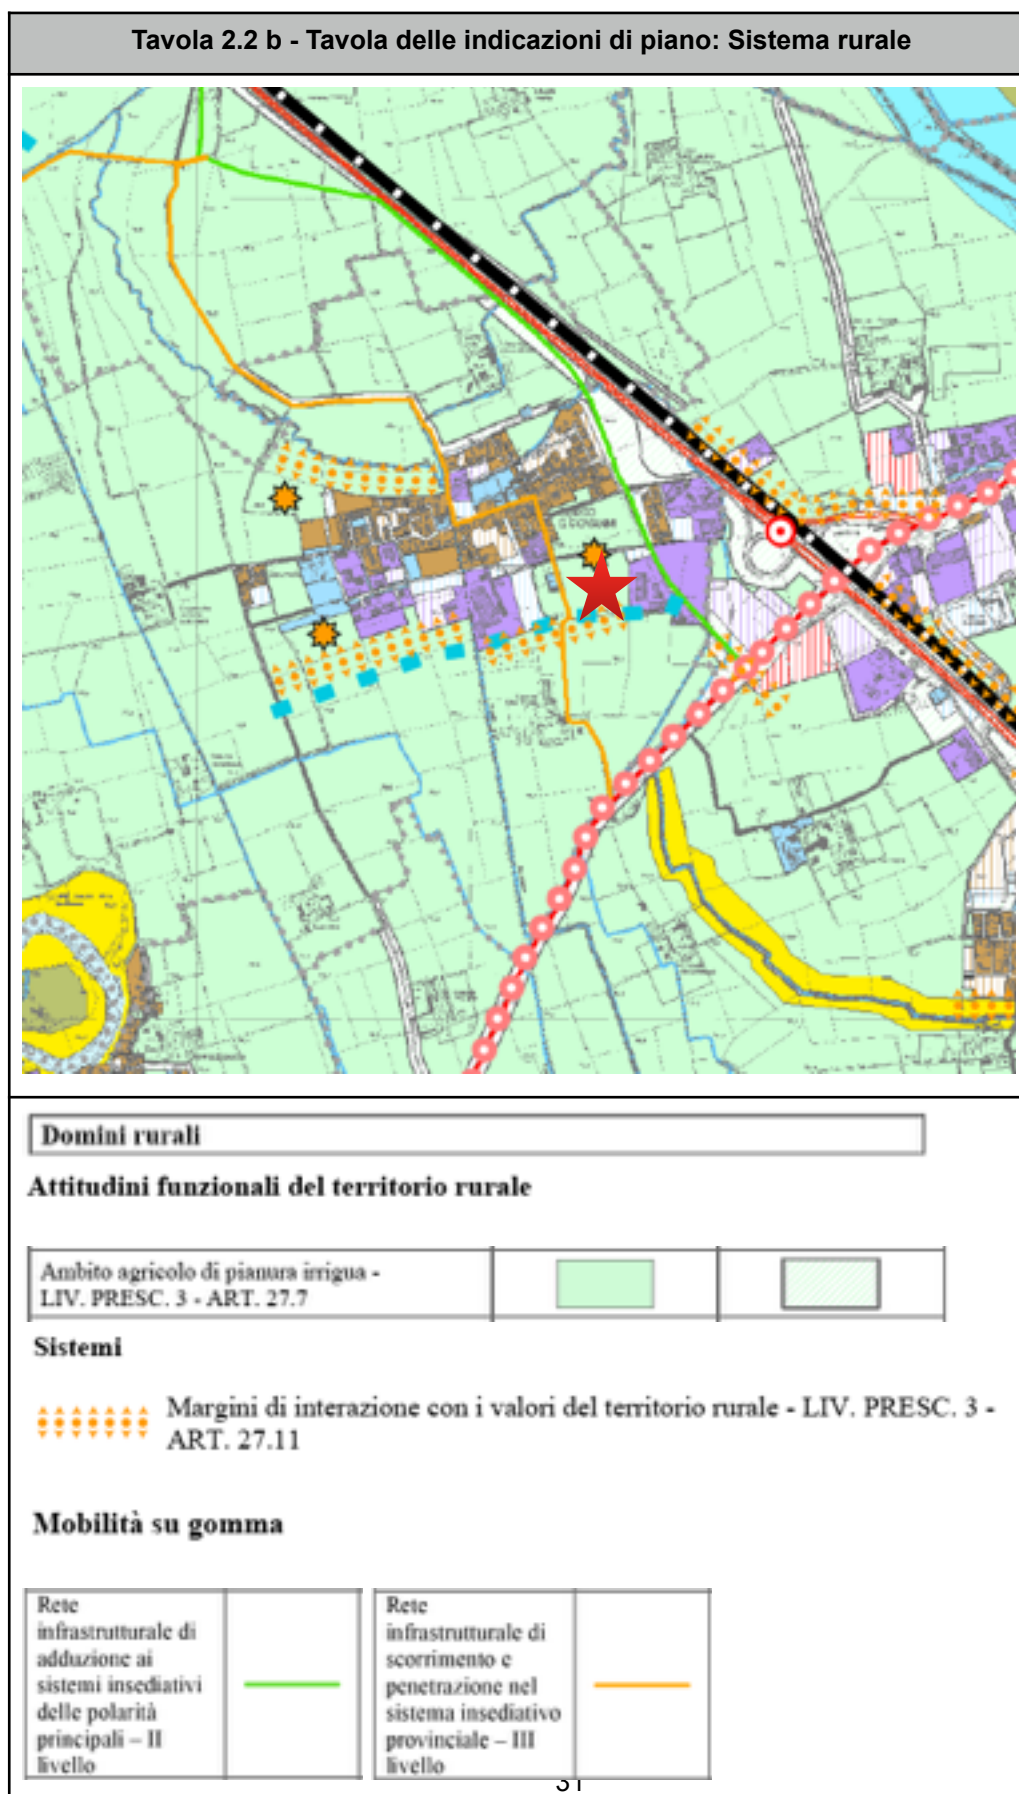 Tavola 2.2 b - Tavola delle indicazioni di piano: Sistema rurale
Domini rurali
Attitudini funzionali del territorio rurale
Ambito agricolo di pianura irrigua -
LIV. PRESC. 3 - ART. 27.7
Sistemi
Margini di interazione con i valori del territorio rurale - LIV. PRESC. 3 -
ART. 27.11
Mobilità su gomma
Rete
infrastrutturale di
adduzione ai
sistemi insediativi
delle polarità
principali – II
livello
Rete
infrastrutturale di
scorrimento e
penetrazione nel
sistema insediativo
provinciale – III
livello
31